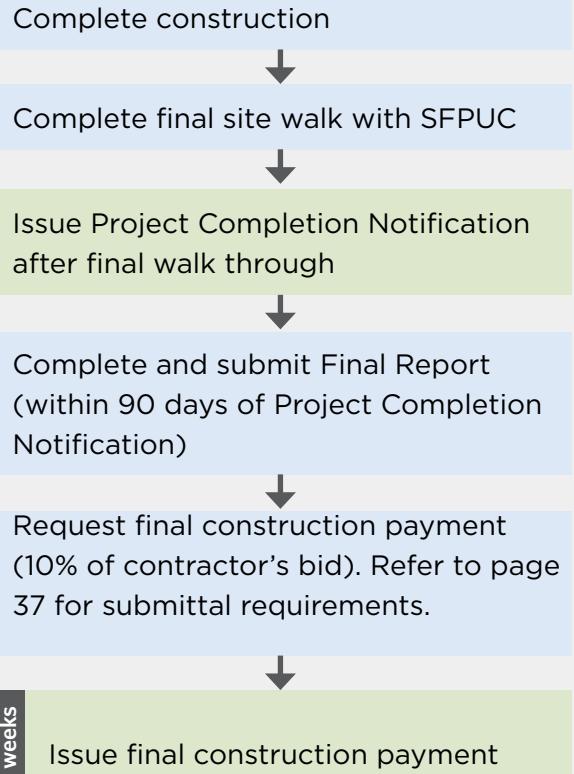 Complete construction
Complete final site walk with SFPUC
Issue Project Completion Notification
after final walk through
Complete and submit Final Report
(within 90 days of Project Completion
Notification)
Request final construction payment
(10% of contractor’s bid). Refer to page
37 for submittal requirements.
weeks
Issue final construction payment